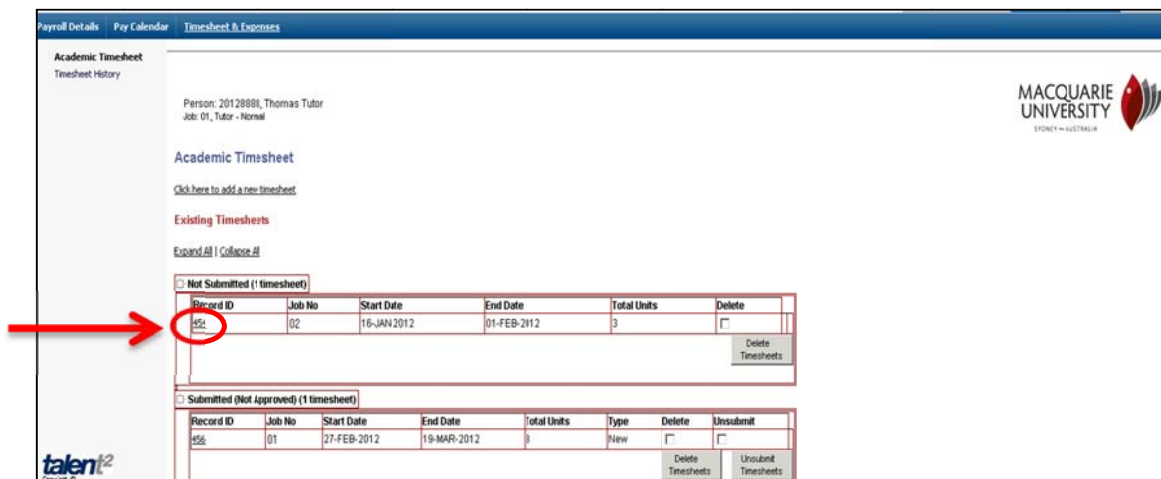 Payroll Details Pay Calendar Timesheet & Expenses
Academic Timesheet
Timesheet History
MACQUARIE
UNIVERSITY
SYDNEY ~ AUSTRALIA
Person: 20128888, Thomas Tutor
Job: 01, Tutor - Normal
Academic Timesheet
Click here to add a new timesheet
Existing Timesheets
Expand All | Collapse All
Not Submitted (1 timesheet)
Record ID Job No Start Date End Date Total Units Delete
454 02 16-JAN 2012 01-FEB-2012 3
Delete
Timesheets
Submitted (Not Approved) (1 timesheet)
Record ID Job No Start Date End Date Total Units Type Delete Unsubmit
456 01 27-FEB-2012 19-MAR-2012 New
Delete
Timesheets
Unsubmit
Timesheets
talent2